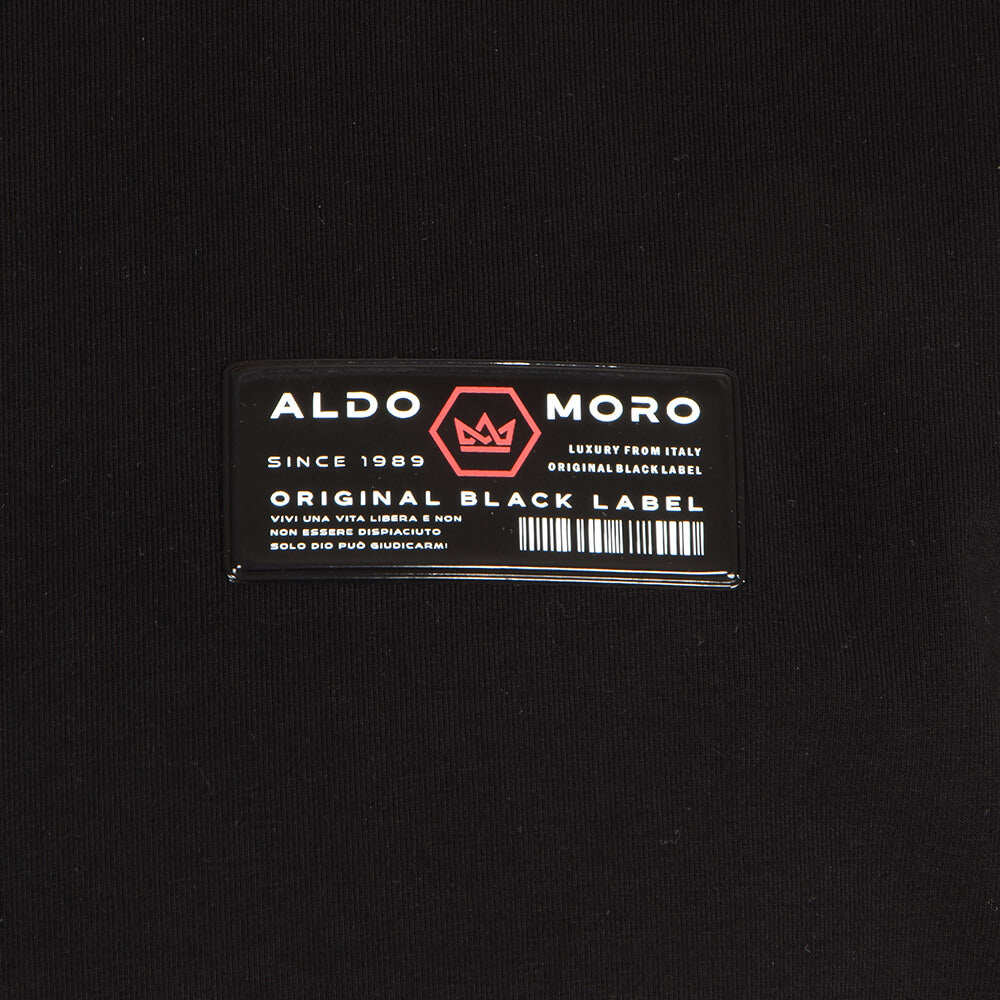 ALDO MORO
SINCE 1989
LUXURY FROM ITALY
ORIGINAL BLACK LABEL
ORIGINAL BLACK LABEL
VIVI UNA VITA LIBERA E NON
NON ESSERE DISPIACIUTO
SOLO DIO PUÒ GIUDICARMI